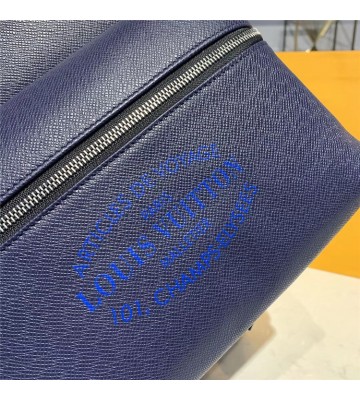 ARTICLES DE VOYAGE
LOUIS VUITTON
101, CHAMPS ELYSEES